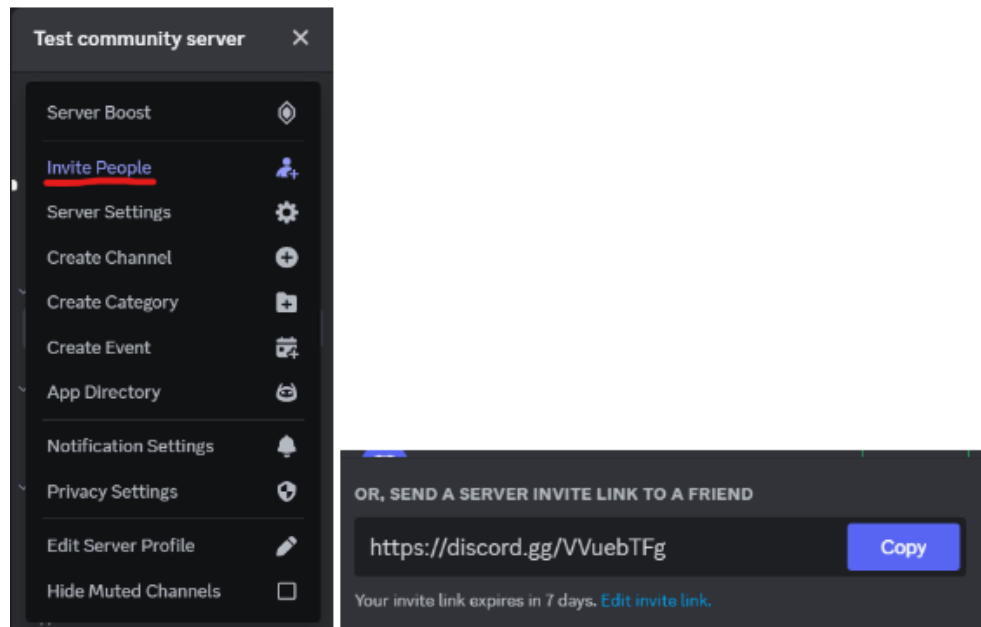 Test community server
Server Boost
Invite People
Server Settings
Create Channel
Create Category
Create Event
App Directory
Notification Settings
Privacy Settings
Edit Server Profile
Hide Muted Channels
OR, SEND A SERVER INVITE LINK TO A FRIEND
https://discord.gg/VVuebTFg
Copy
Your invite link expires in 7 days. Edit invite link.